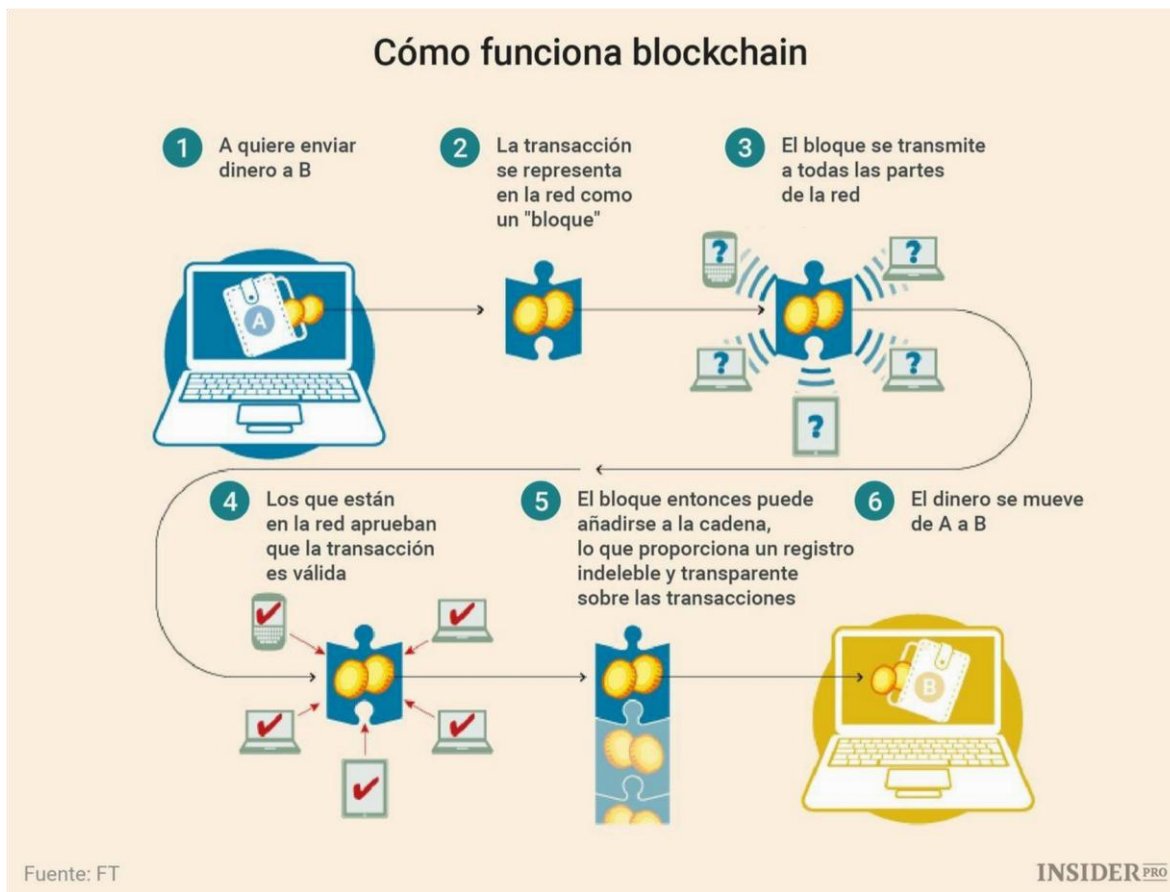 Cómo funciona blockchain
1
A quiere enviar
dinero a B
2
La transacción
se representa
en la red como
un "bloque"
3
El bloque se transmite
a todas las partes
de la red
A
?
?
?
?
?
4
Los que están
en la red aprueban
que la transacción
es válida
5
El bloque entonces puede
añadirse a la cadena,
lo que proporciona un registro
indeleble y transparente
sobre las transacciones
6
El dinero se mueve
de A a B
B
Fuente: FT
INSIDER PRO